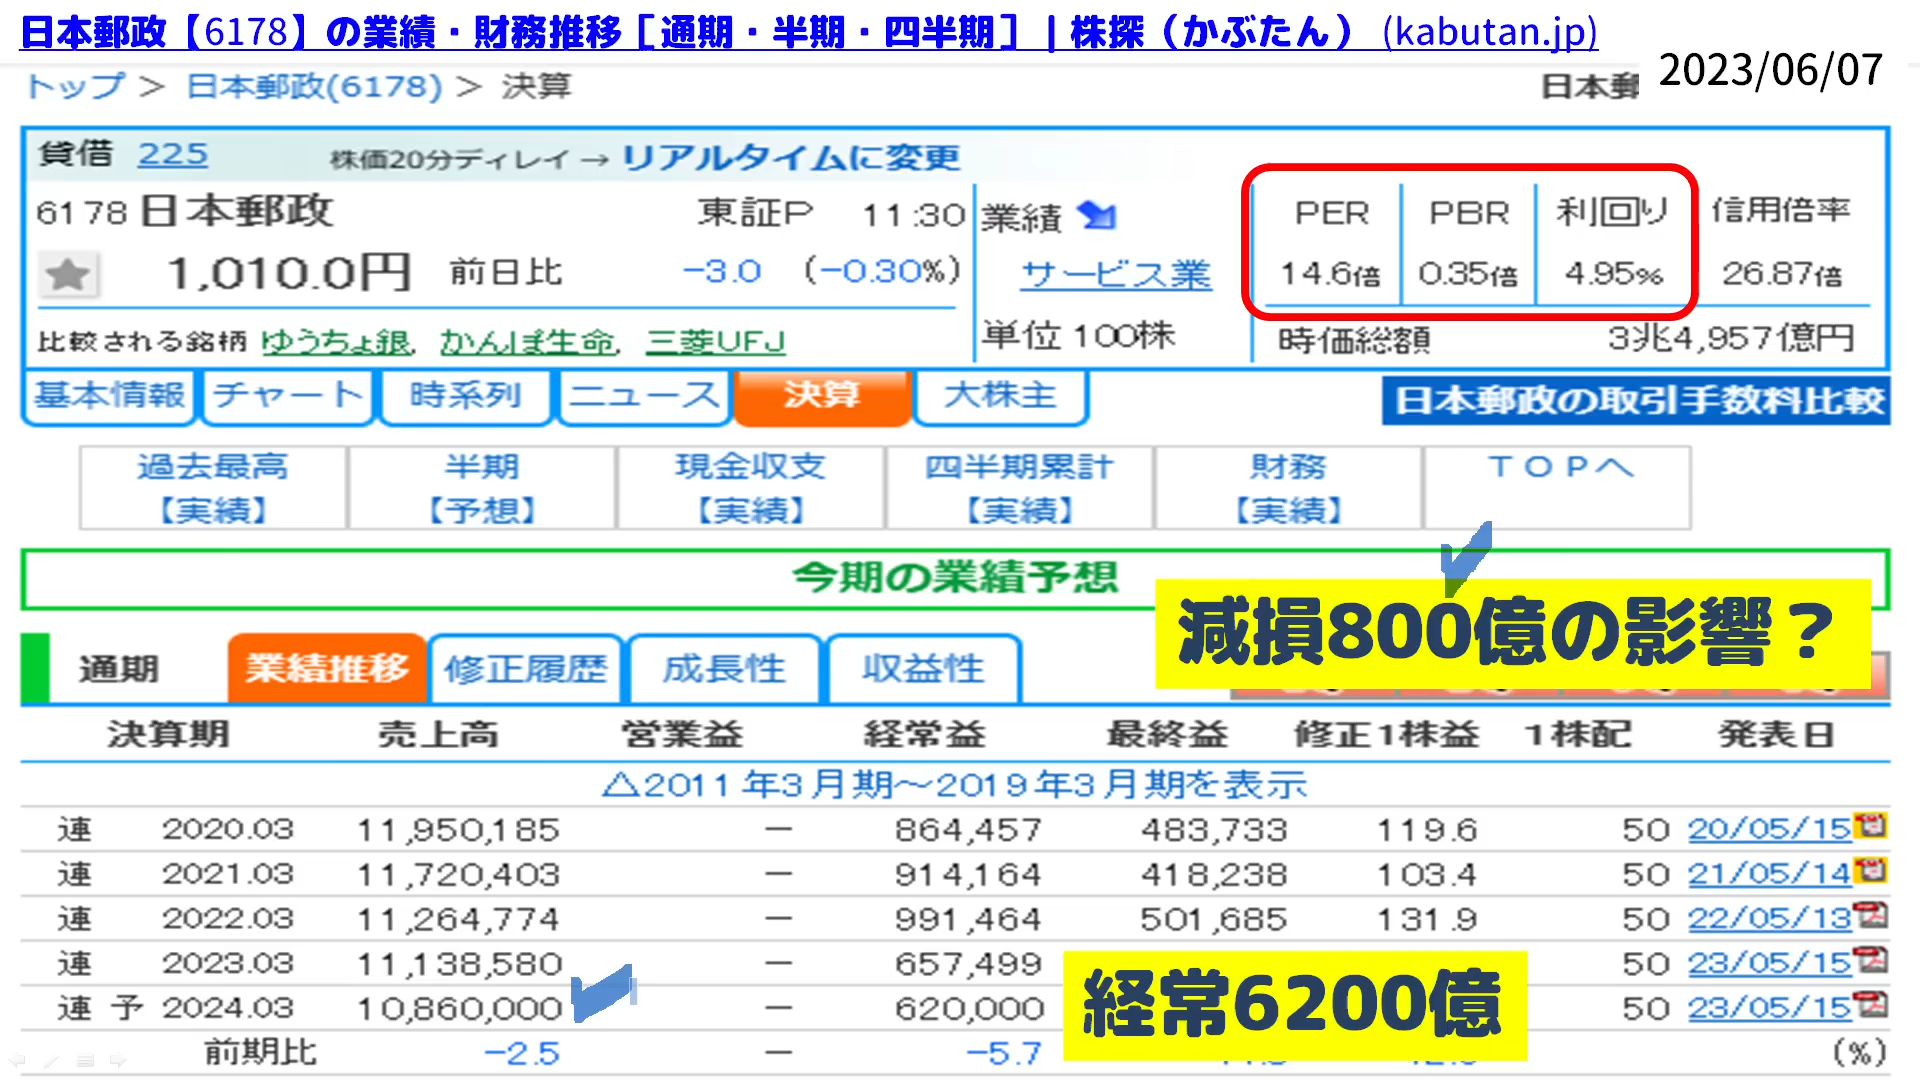 日本郵政【6178】の業績・財務推移［通期・半期・四半期］｜株探（かぶたん） (kabutan.jp)
2023/06/07
トップ > 日本郵政(6178) > 決算
日本郵
貸借 225 株価20分ディレイ → リアルタイムに変更
6178 日本郵政 東証P 11:30
1,010.0円 前日比 -3.0 (-0.30%)
比較される銘柄 ゆうちょ銀, かんぽ生命, 三菱UFJ
業績
サービス業
単位 100株
PER PBR 利回り 信用倍率
14.6倍 0.35倍 4.95% 26.87倍
時価総額 3兆4,957億円
基本情報 チャート 時系列 ニュース 決算 大株主
日本郵政の取引手数料比較
過去最高【実績】 半期【予想】 現金収支【実績】 四半期累計【実績】 財務【実績】 TOPへ
今期の業績予想
減損800億の影響？
通期 業績推移 修正履歴 成長性 収益性
決算期 売上高 営業益 経常益 最終益 修正1株益 1株配 発表日
△2011年3月期～2019年3月期を表示
連 2020.03 11,950,185 － 864,457 483,733 119.6 50 20/05/15
連 2021.03 11,720,403 － 914,164 418,238 103.4 50 21/05/14
連 2022.03 11,264,774 － 991,464 501,685 131.9 50 22/05/13
連 2023.03 11,138,580 － 657,499 50 23/05/15
連 予 2024.03 10,860,000 － 620,000 50 23/05/15
経常6200億
前期比 -2.5 － -5.7 (%)